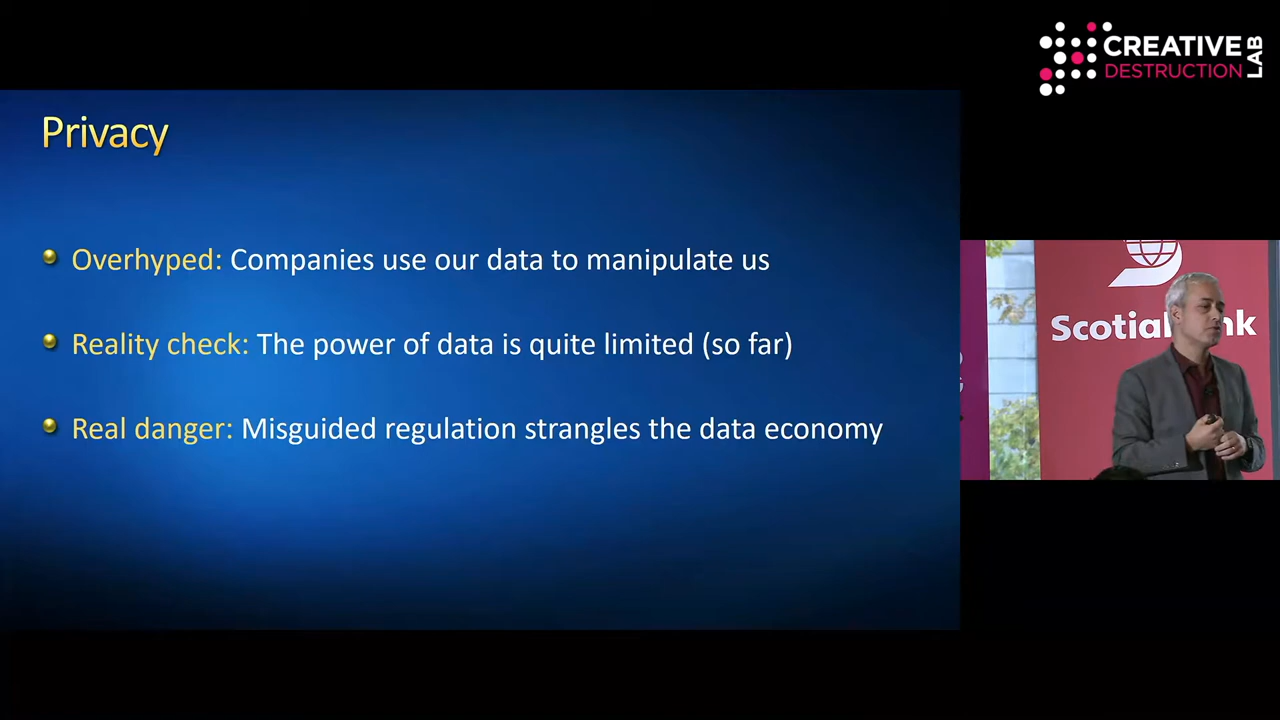 CREATIVE
DESTRUCTION
LAB
Privacy
Overhyped: Companies use our data to manipulate us
Reality check: The power of data is quite limited (so far)
Real danger: Misguided regulation strangles the data economy